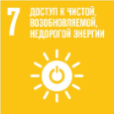 7 ДОСТУП К ЧИСТОЙ,
ВОЗОБНОВЛЯЕМОЙ,
НЕДОРОГОЙ ЭНЕРГИИ